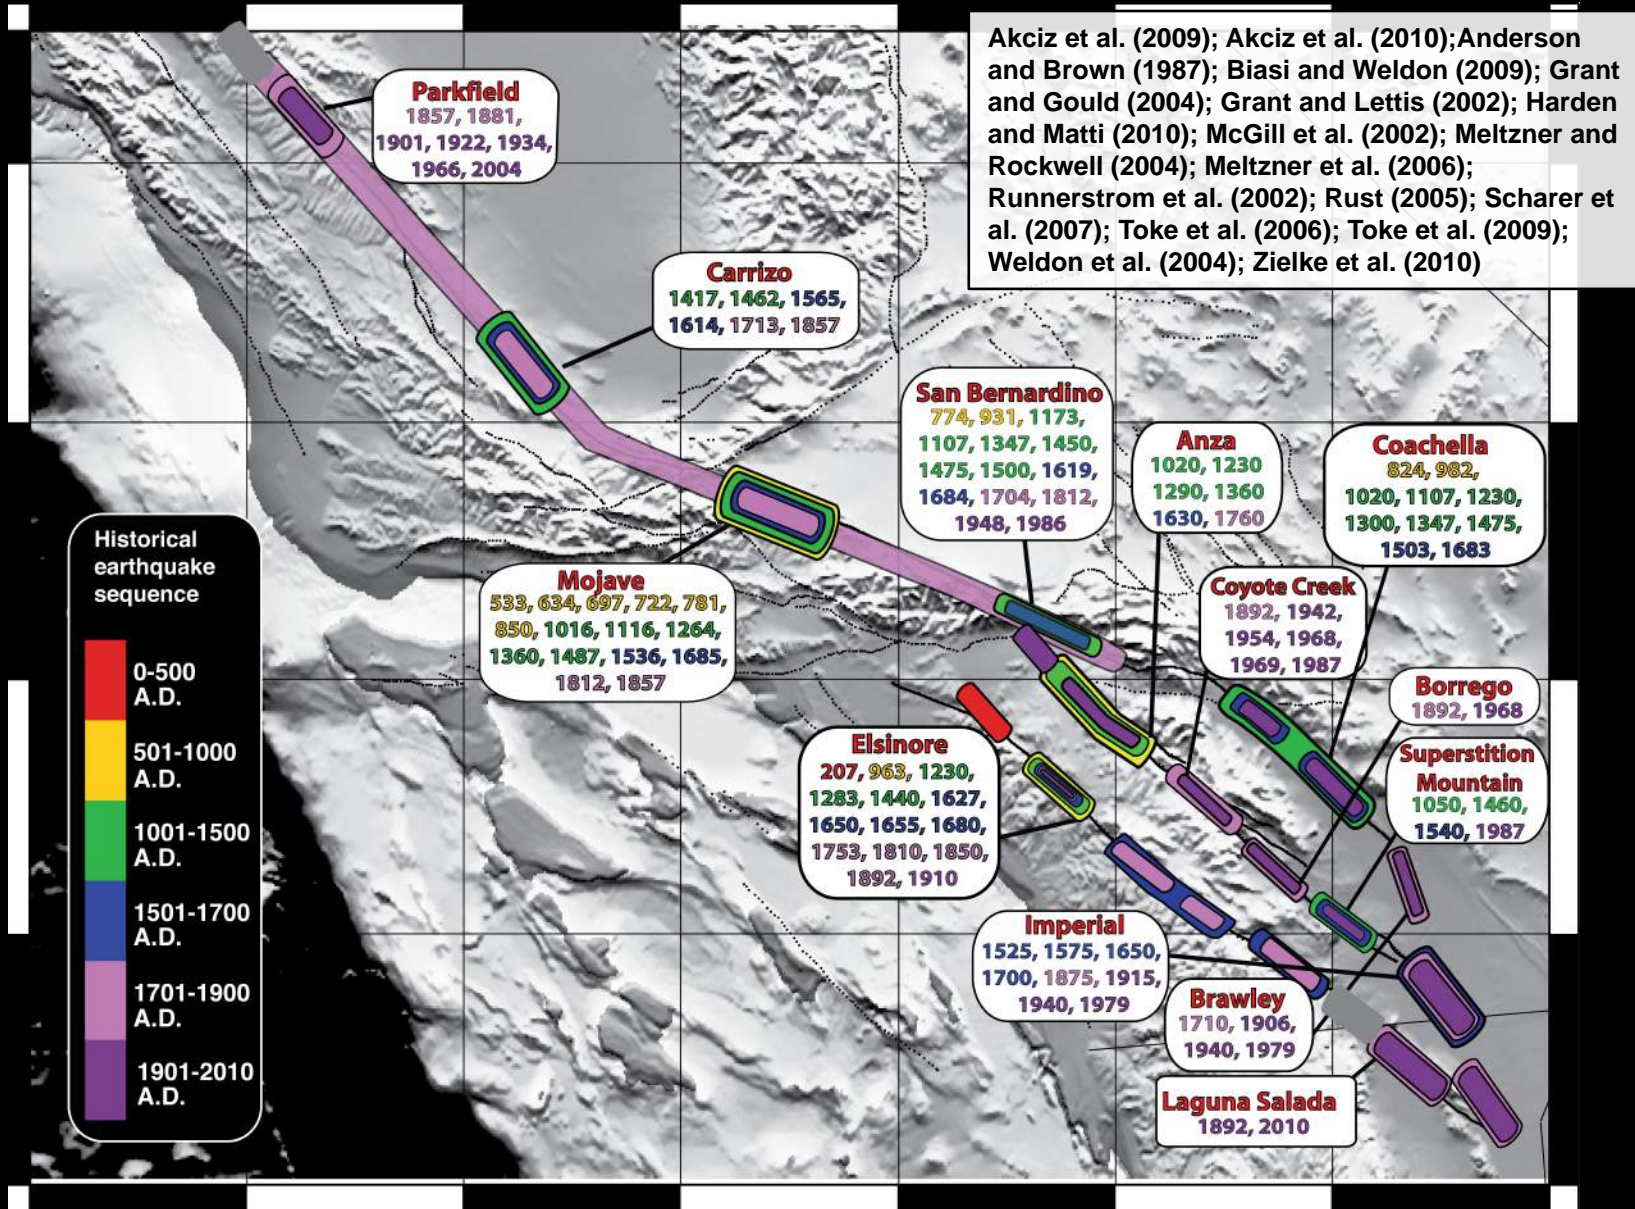 Akciz et al. (2009); Akciz et al. (2010);Anderson
and Brown (1987); Biasi and Weldon (2009); Grant
and Gould (2004); Grant and Lettis (2002); Harden
and Matti (2010); McGill et al. (2002); Meltzner and
Rockwell (2004); Meltzner et al. (2006);
Runnerstrom et al. (2002); Rust (2005); Scharer et
al. (2007); Toke et al. (2006); Toke et al. (2009);
Weldon et al. (2004); Zielke et al. (2010)
Parkfield
1857, 1881,
1901, 1922, 1934,
1966, 2004
Carrizo
1417, 1462, 1565,
1614, 1713, 1857
San Bernardino
774, 931, 1173,
1107, 1347, 1450,
1475, 1500, 1619,
1684, 1704, 1812,
1948, 1986
Anza
1020, 1230
1290, 1360
1630, 1760
Coachella
824, 982,
1020, 1107, 1230,
1300, 1347, 1475,
1503, 1683
Mojave
533, 634, 697, 722, 781,
850, 1016, 1116, 1264,
1360, 1487, 1536, 1685,
1812, 1857
Coyote Creek
1892, 1942,
1954, 1968,
1969, 1987
Borrego
1892, 1968
Superstition
Mountain
1050, 1460,
1540, 1987
Elsinore
207, 963, 1230,
1283, 1440, 1627,
1650, 1655, 1680,
1753, 1810, 1850,
1892, 1910
Imperial
1525, 1575, 1650,
1700, 1875, 1915,
1940, 1979
Brawley
1710, 1906,
1940, 1979
Laguna Salada
1892, 2010
Historical
earthquake
sequence
0-500
A.D.
501-1000
A.D.
1001-1500
A.D.
1501-1700
A.D.
1701-1900
A.D.
1901-2010
A.D.